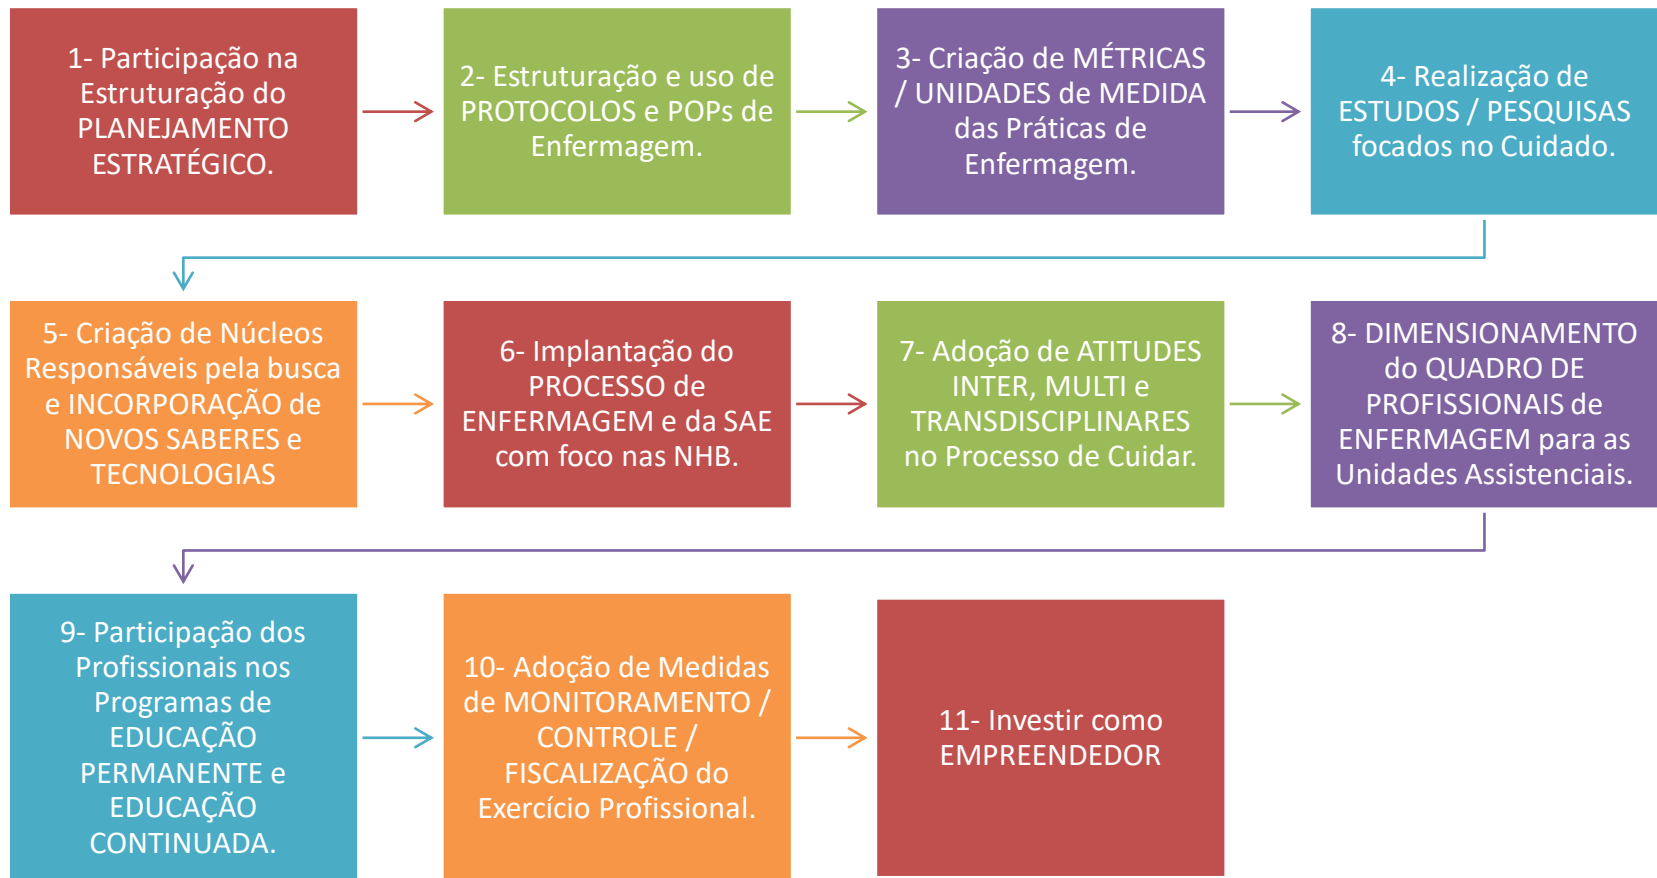 1- Participação na
Estruturação do
PLANEJAMENTO
ESTRATÉGICO.
2- Estruturação e uso de
PROTOCOLOS e POPs de
Enfermagem.
3- Criação de MÉTRICAS
/ UNIDADES de MEDIDA
das Práticas de
Enfermagem.
4- Realização de
ESTUDOS / PESQUISAS
focados no Cuidado.
5- Criação de Núcleos
Responsáveis pela busca
e INCORPORAÇÃO de
NOVOS SABERES e
TECNOLOGIAS
6- Implantação do
PROCESSO de
ENFERMAGEM e da SAE
com foco nas NHB.
7- Adoção de ATITUDES
INTER, MULTI e
TRANSDISCIPLINARES
no Processo de Cuidar.
8- DIMENSIONAMENTO
do QUADRO DE
PROFISSIONAIS de
ENFERMAGEM para as
Unidades Assistenciais.
9- Participação dos
Profissionais nos
Programas de
EDUCAÇÃO
PERMANENTE e
EDUCAÇÃO
CONTINUADA.
10- Adoção de Medidas
de MONITORAMENTO /
CONTROLE /
FISCALIZAÇÃO do
Exercício Profissional.
11- Investir como
EMPREENDEDOR